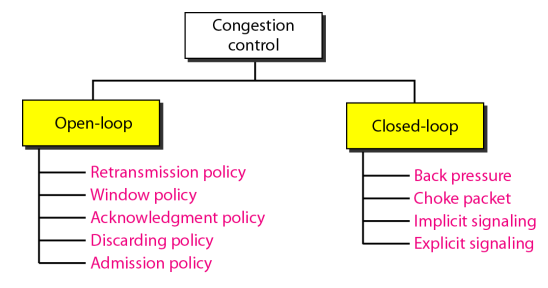 Congestion
control
Open-loop
Retransmission policy
Window policy
Acknowledgment policy
Discarding policy
Admission policy
Closed-loop
Back pressure
Choke packet
Implicit signaling
Explicit signaling